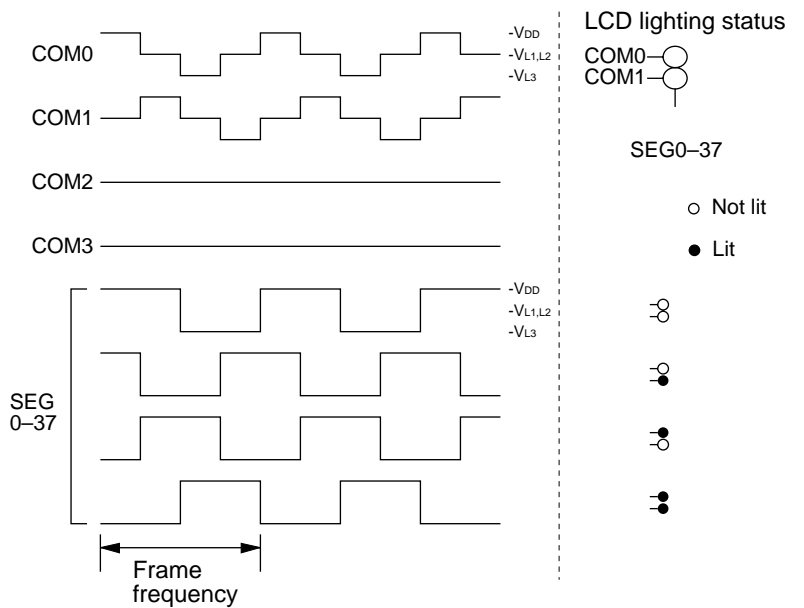 COM0
-VDD
-VL1,L2
-VL3
COM1
COM2
COM3
-VDD
-VL1,L2
-VL3
SEG
0–37
Frame
frequency
LCD lighting status
COM0
COM1
SEG0–37
Not lit
Lit